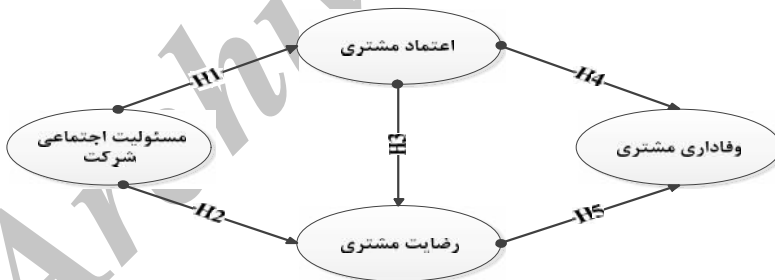 اعتماد مشتری
H1
H4
مسئولیت اجتماعی
شرکت
H3
وفاداری مشتری
H2
H5
رضایت مشتری